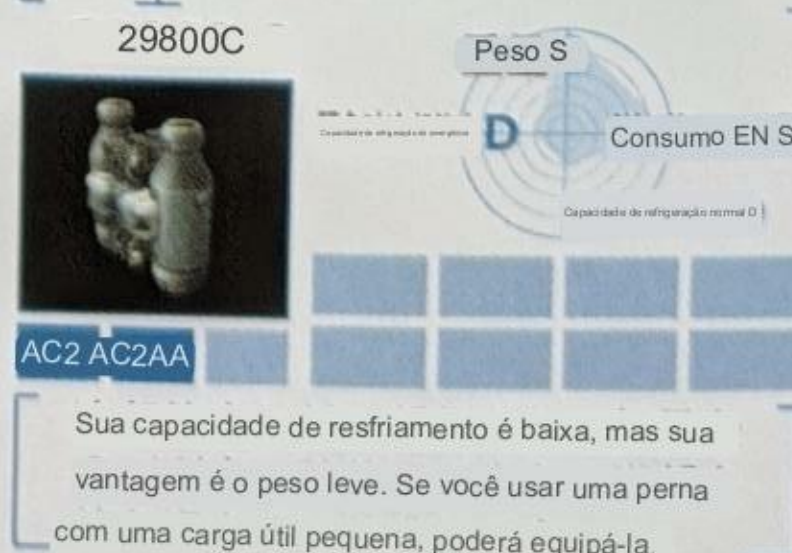 29800C
Peso S
D
Consumo EN S
Capacidade de refrigeração normal D
AC2 AC2AA
Sua capacidade de resfriamento é baixa, mas sua
vantagem é o peso leve. Se você usar uma perna
com uma carga útil pequena, poderá equipá-la